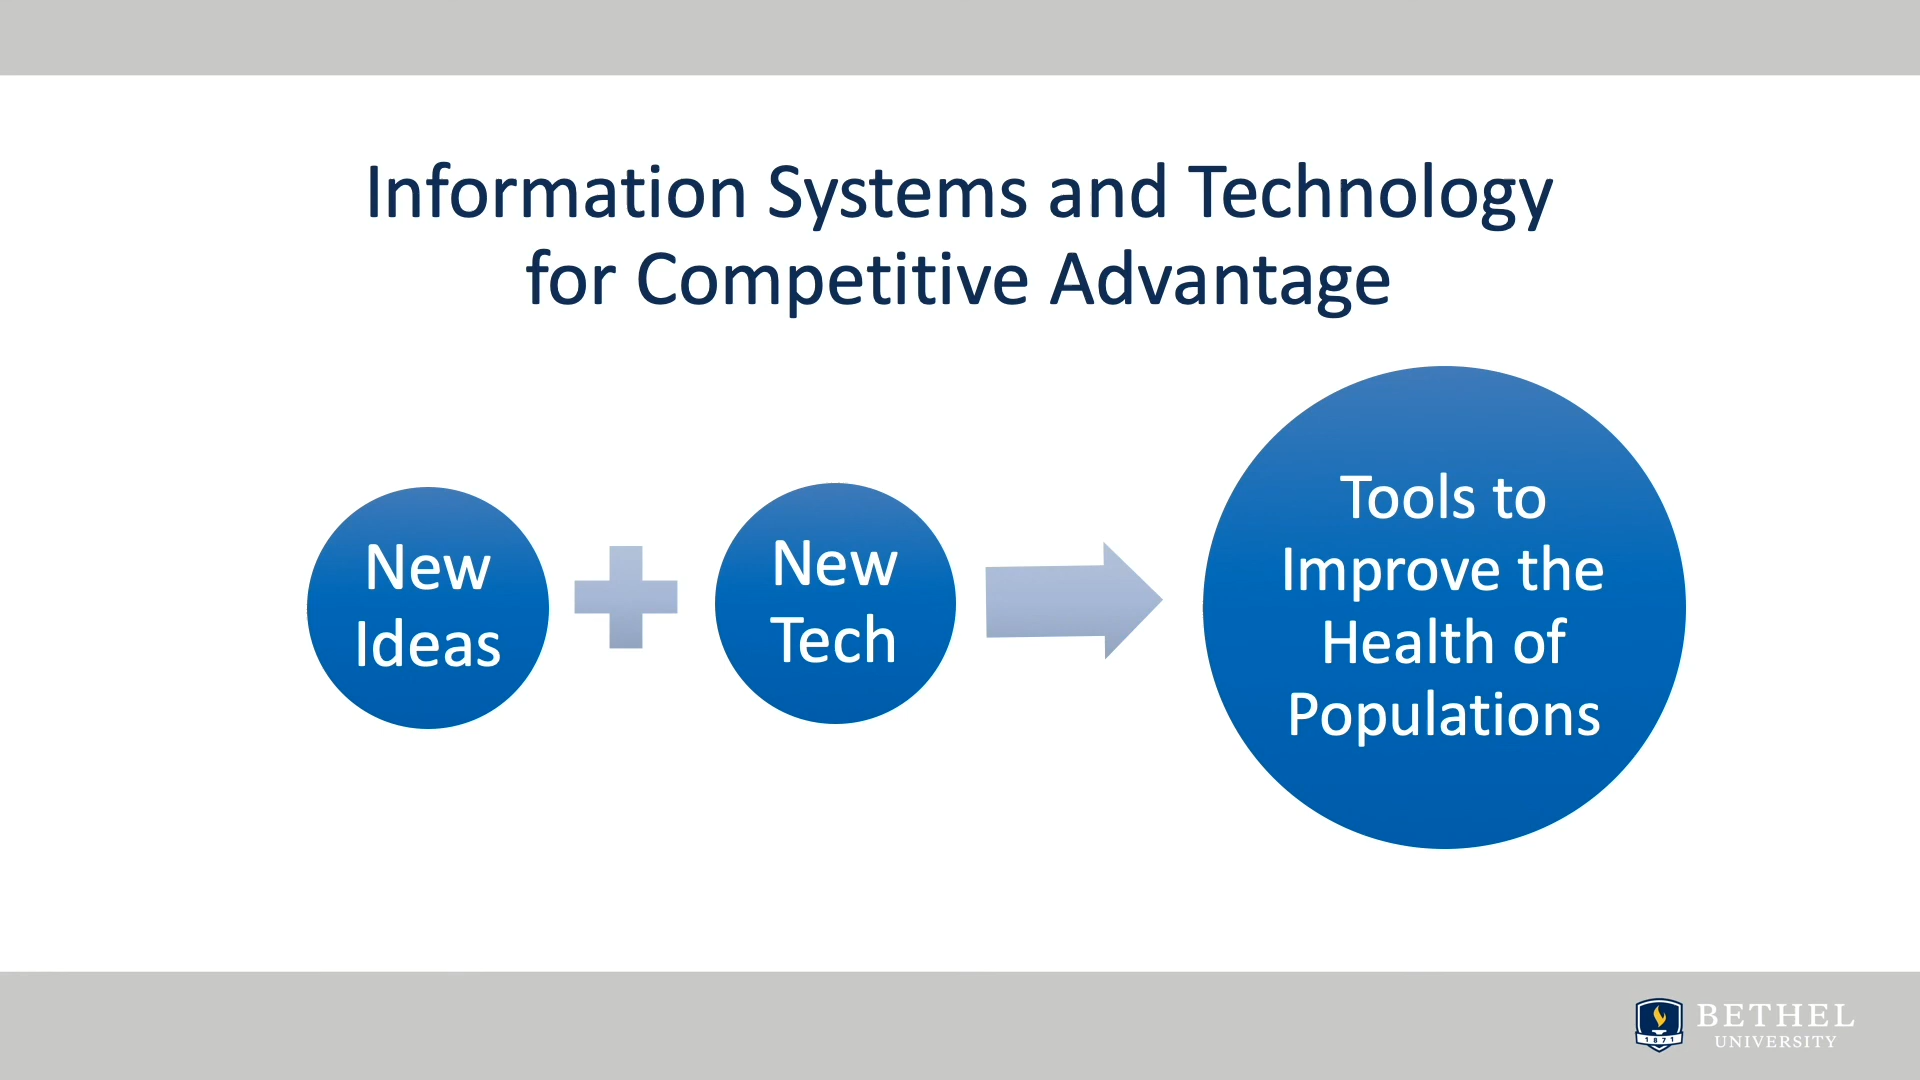 Information Systems and Technology
for Competitive Advantage
New
Ideas
New
Tech
Tools to
Improve the
Health of
Populations
1871
BETHEL
UNIVERSITY